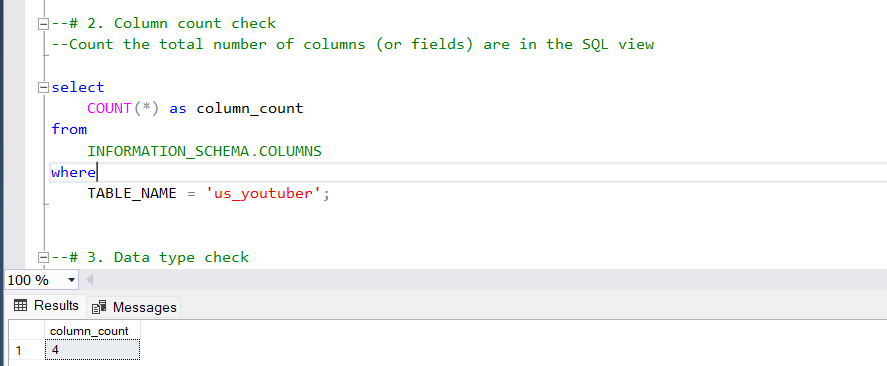 --# 2. Column count check
--Count the total number of columns (or fields) are in the SQL view
select
COUNT(*) as column_count
from
INFORMATION_SCHEMA.COLUMNS
where
TABLE_NAME = 'us_youtuber';
--# 3. Data type check
100 %
Results Messages
column_count
1 4